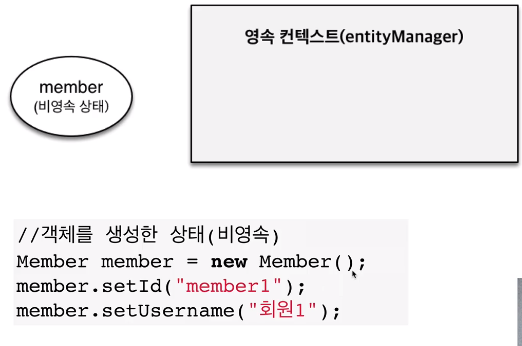 영속 컨텍스트(entityManager)
member
(비영속 상태)
//객체를 생성한 상태(비영속)
Member member = new Member();
member.setId("member1");
member.setUsername("회원1");